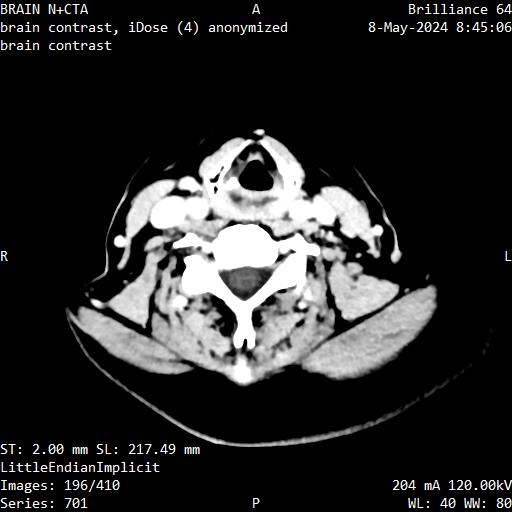 BRAIN N+CTA
brain contrast, iDose (4) anonymized
brain contrast
A
Brilliance 64
8-May-2024 8:45:06
R
L
ST: 2.00 mm SL: 217.49 mm
LittleEndianImplicit
Images: 196/410
Series: 701
P
204 mA 120.00kV
WL: 40 WW: 80